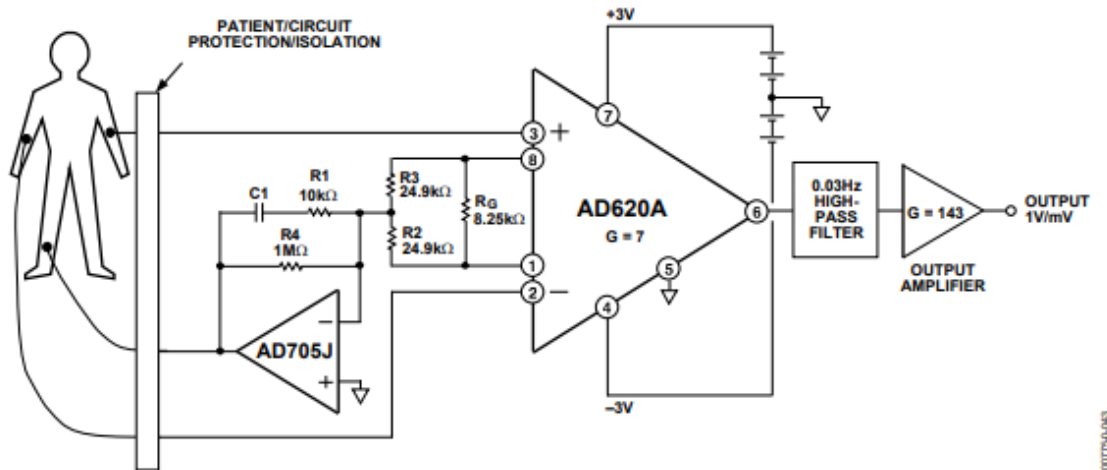 PATIENT/CIRCUIT
PROTECTION/ISOLATION
+3V
3
+
8
7
C1
R1
10kΩ
R3
24.9kΩ
RG
8.25kΩ
R4
1MΩ
R2
24.9kΩ
AD620A
G = 7
6
0.03Hz
HIGH-
PASS
FILTER
G = 143
OUTPUT
1V/mV
OUTPUT
AMPLIFIER
1
2
–
5
4
–
AD705J
+
–3V